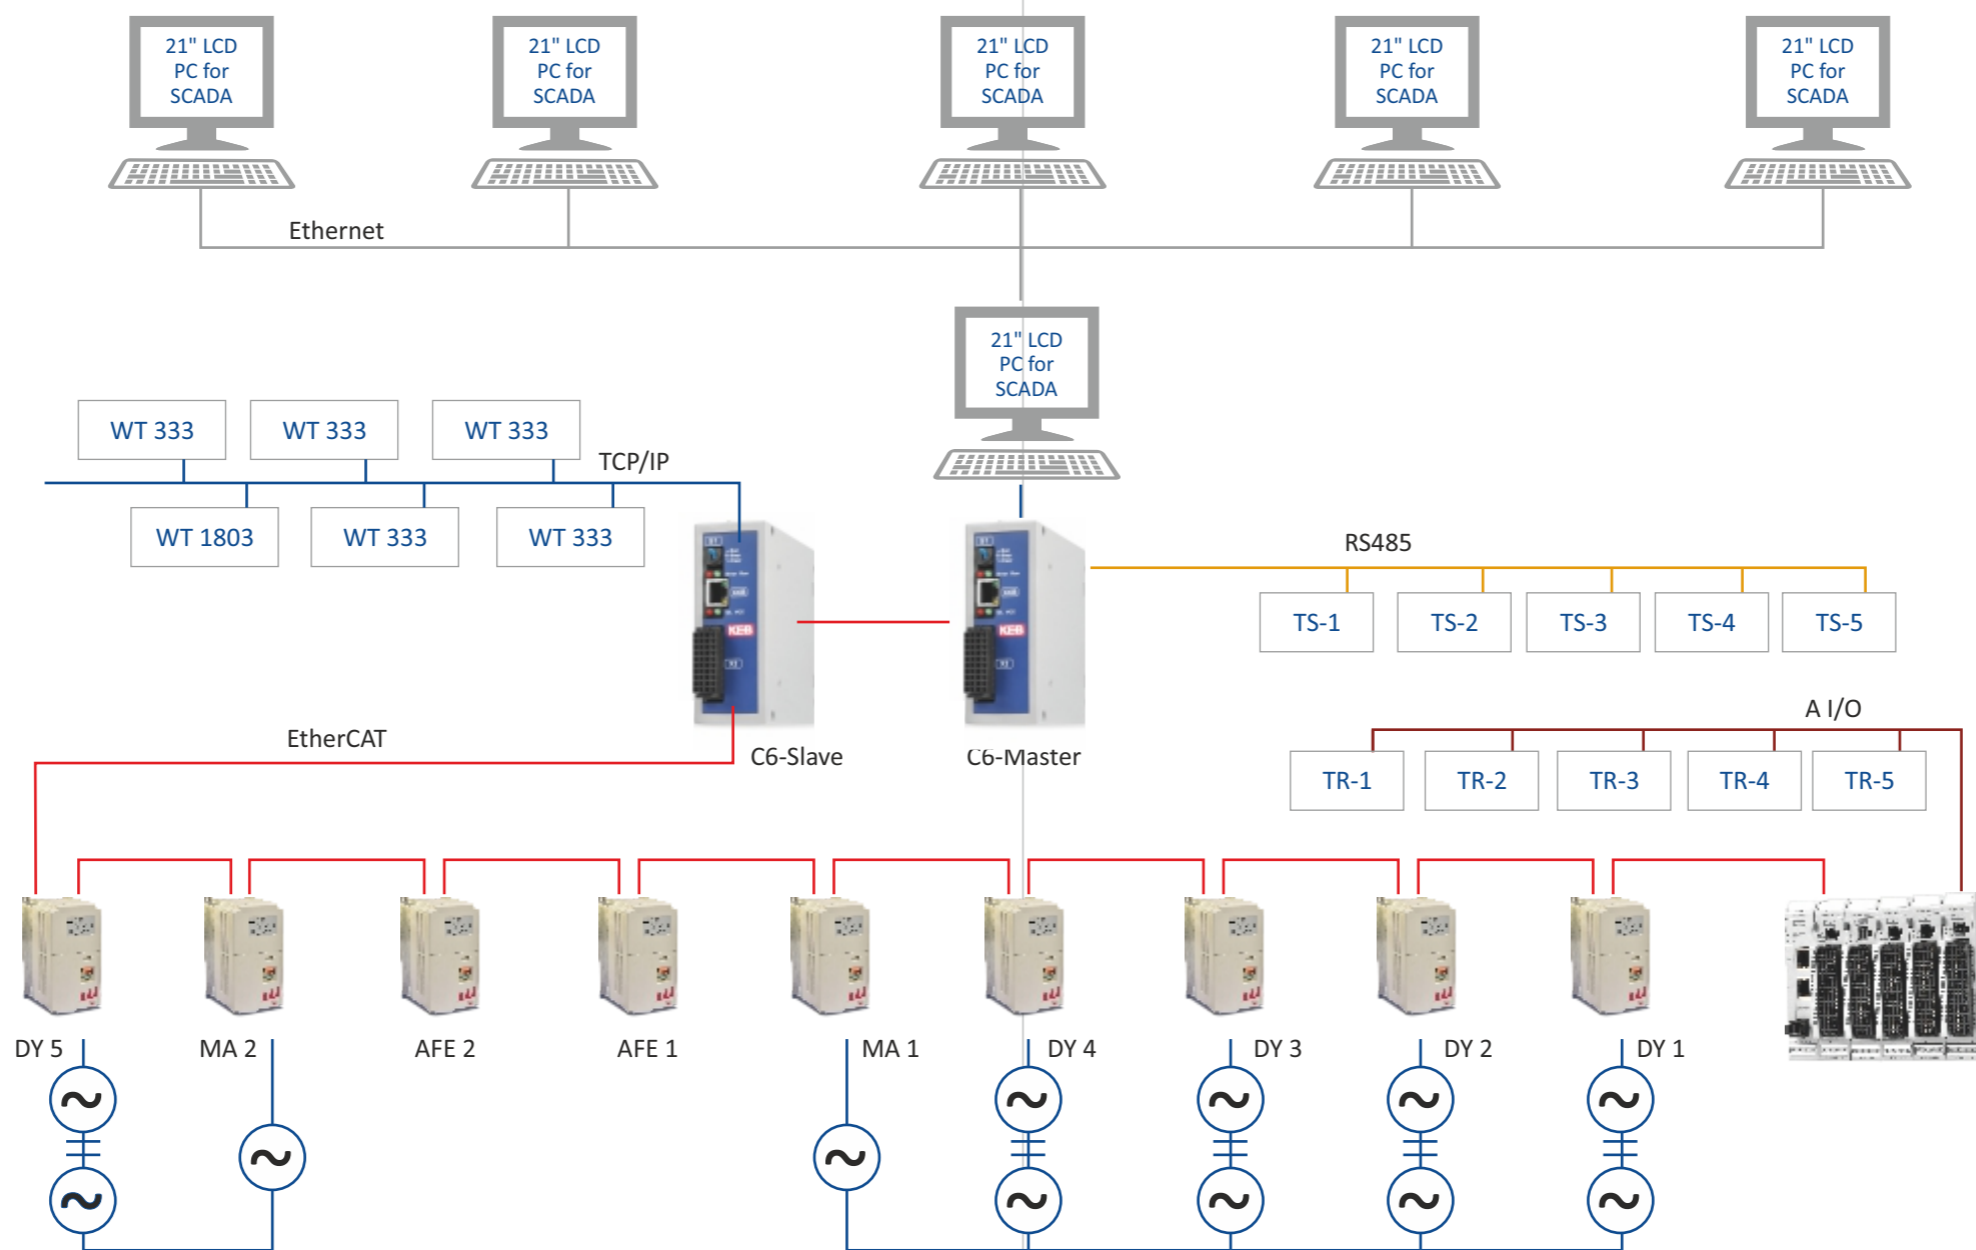 21" LCD
PC for
SCADA
21" LCD
PC for
SCADA
21" LCD
PC for
SCADA
21" LCD
PC for
SCADA
21" LCD
PC for
SCADA
Ethernet
21" LCD
PC for
SCADA
WT 333
WT 333
WT 333
TCP/IP
WT 1803
WT 333
WT 333
RS485
TS-1
TS-2
TS-3
TS-4
TS-5
KEB
KEB
A I/O
EtherCAT
C6-Slave
C6-Master
TR-1
TR-2
TR-3
TR-4
TR-5
DY 5
MA 2
AFE 2
AFE 1
MA 1
DY 4
DY 3
DY 2
DY 1